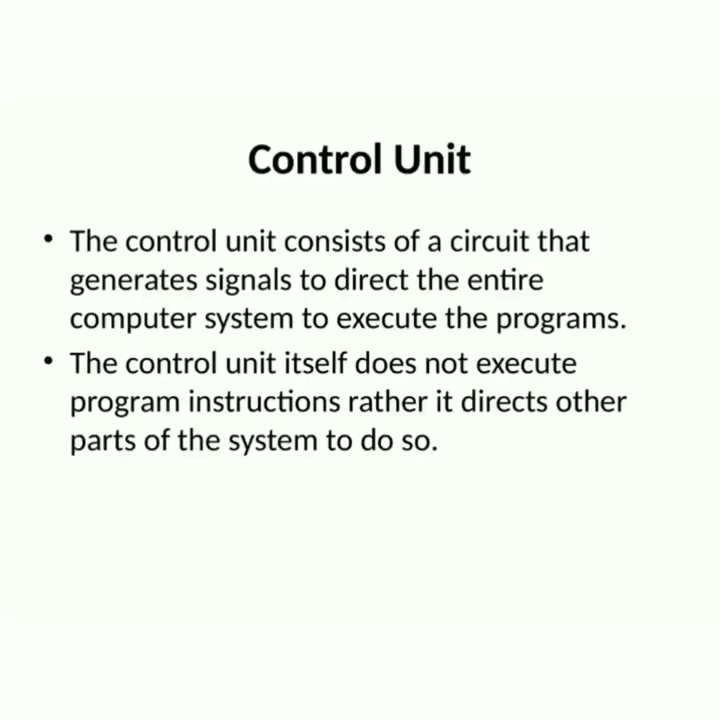 Control Unit
• The control unit consists of a circuit that
generates signals to direct the entire
computer system to execute the programs.
• The control unit itself does not execute
program instructions rather it directs other
parts of the system to do so.